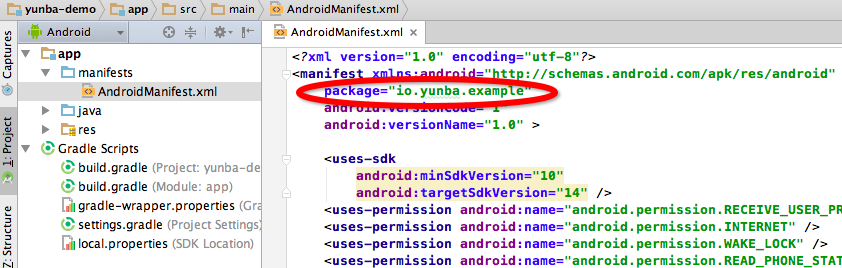 yunba-demo app src main AndroidManifest.xml
Captures
1: Project
Z: Structure
Android
app
manifests
AndroidManifest.xml
java
res
Gradle Scripts
build.gradle (Project: yunba-de
build.gradle (Module: app)
gradle-wrapper.properties (Gradle
settings.gradle (Project Settings)
local.properties (SDK Location)
AndroidManifest.xml ×
<?xml version="1.0" encoding="utf-8"?>
<manifest xmlns:android="http://schemas.android.com/apk/res/android"
package="io.yunba.example"
android:versionCode="1"
android:versionName="1.0" >
<uses-sdk
android:minSdkVersion="10"
android:targetSdkVersion="14" />
<uses-permission android:name="android.permission.RECEIVE_USER_PR
<uses-permission android:name="android.permission.INTERNET" />
<uses-permission android:name="android.permission.WAKE_LOCK" />
<uses-permission android:name="android.permission.READ_PHONE_STAT